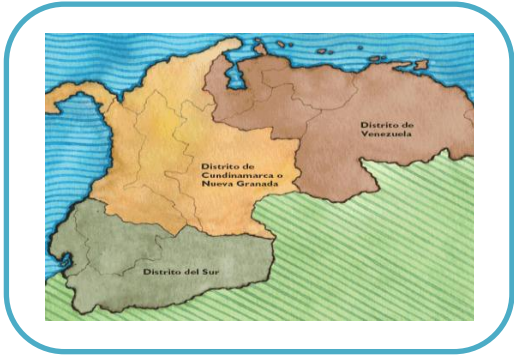 Distrito de
Venezuela
Distrito de
Cundinamarca o
Nueva Granada
Distrito del Sur